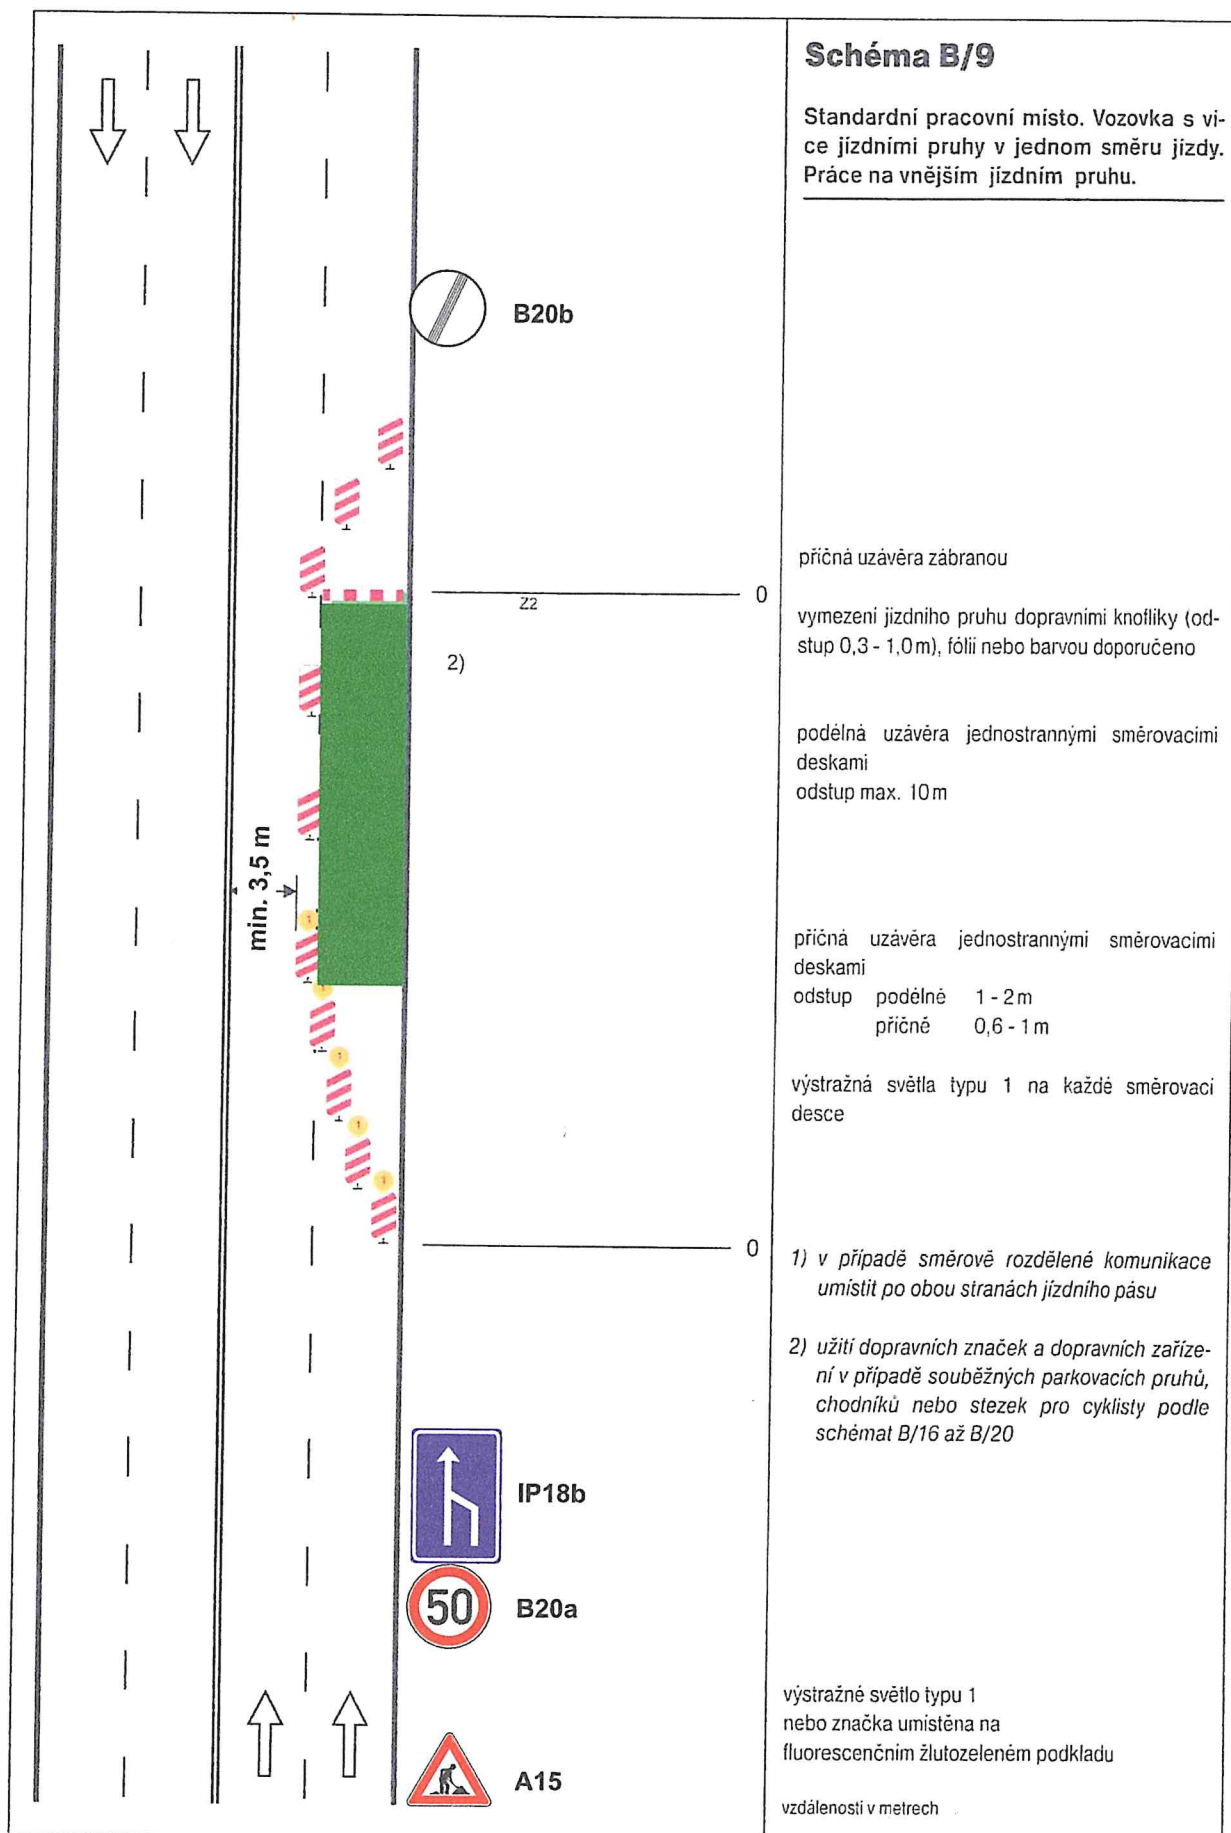 Schéma B/9
Standardní pracovní místo. Vozovka s ví-
ce jízdními pruhy v jednom směru jízdy.
Práce na vnějším jízdním pruhu.
B20b
příčná uzávěra zábranou
0
Z2
vymezení jízdního pruhu dopravními knoflíky (od-
stup 0,3 - 1,0 m), fólií nebo barvou doporučeno
2)
podélná uzávěra jednostrannými směrovacími
deskami
odstup max. 10 m
min. 3,5 m
1
příčná uzávěra jednostrannými směrovacími
deskami
odstup podélně 1 - 2 m
příčně 0,6 - 1 m
1
1
výstražná světla typu 1 na každé směrovací
desce
1
1
0
1) v případě směrově rozdělené komunikace
umístit po obou stranách jízdního pásu
2) užití dopravních značek a dopravních zaříze-
ní v případě souběžných parkovacích pruhů,
chodníků nebo stezek pro cyklisty podle
schémat B/16 až B/20
IP18b
50
B20a
výstražné světlo typu 1
nebo značka umístěna na
fluorescenčním žlutozeleném podkladu
A15
vzdálenosti v metrech